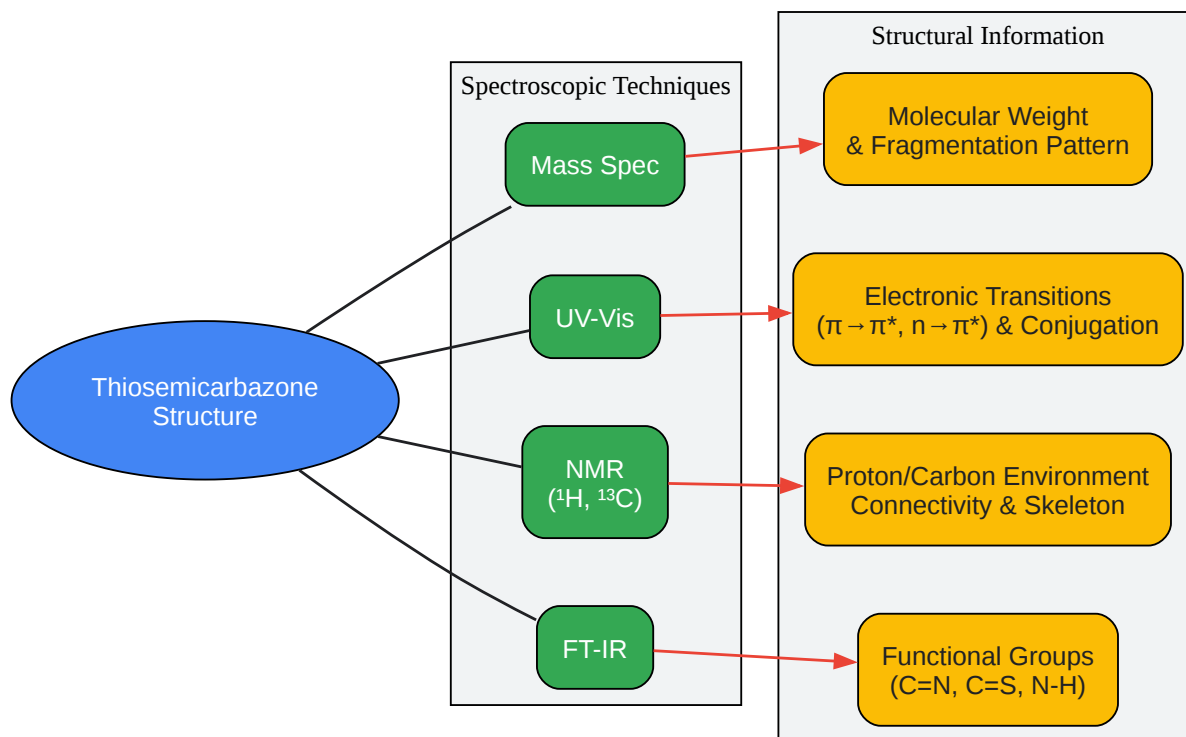 Structural Information
Spectroscopic Techniques
Molecular Weight
& Fragmentation Pattern
Mass Spec
Electronic Transitions
(π→π*, n→π*) & Conjugation
UV-Vis
Thiosemicarbazone
Structure
NMR
(¹H, ¹³C)
Proton/Carbon Environment
Connectivity & Skeleton
FT-IR
Functional Groups
(C=N, C=S, N-H)